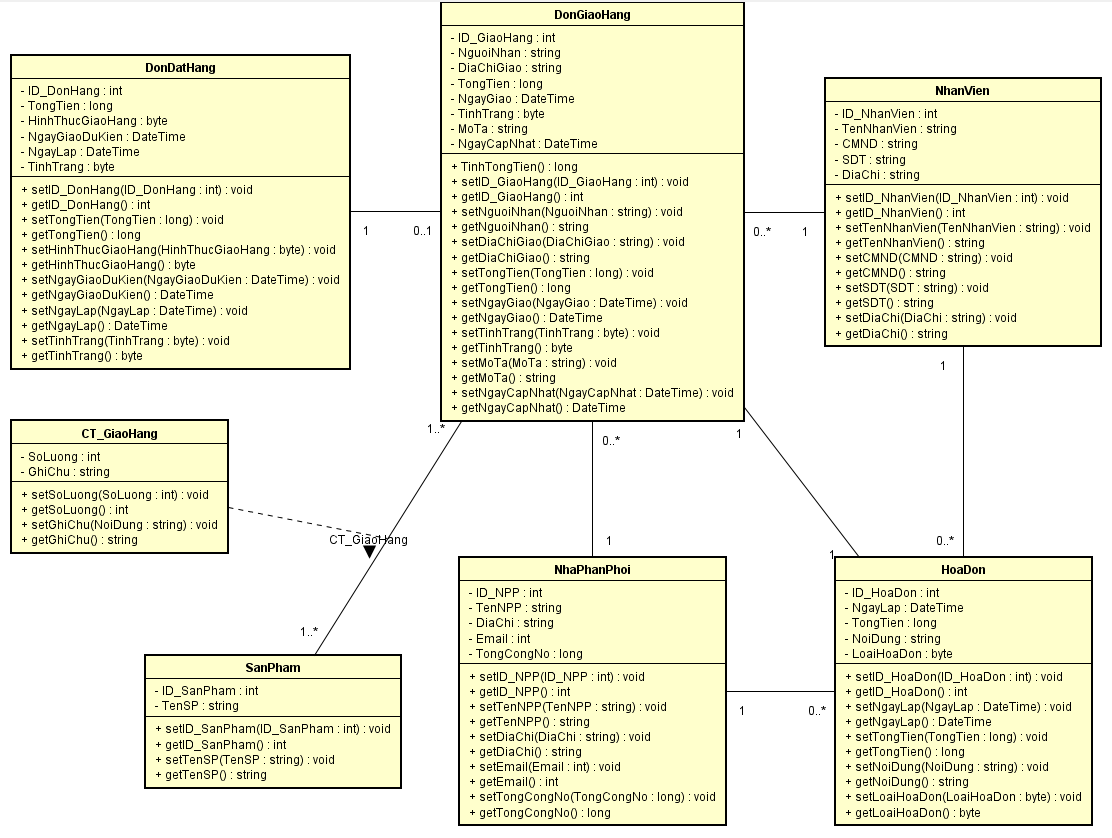 DonGiaoHang
- ID_GiaoHang : int
- NguoiNhan : string
- DiaChiGiao : string
- TongTien : long
- NgayGiao : DateTime
- TinhTrang : byte
- MoTa : string
- NgayCapNhat : DateTime
+ TinhTongTien() : long
+ setID_GiaoHang(ID_GiaoHang : int) : void
+ getID_GiaoHang() : int
+ setNguoiNhan(NguoiNhan : string) : void
+ getNguoiNhan() : string
+ setDiaChiGiao(DiaChiGiao : string) : void
+ getDiaChiGiao() : string
+ setTongTien(TongTien : long) : void
+ getTongTien() : long
+ setNgayGiao(NgayGiao : DateTime) : void
+ getNgayGiao() : DateTime
+ setTinhTrang(TinhTrang : byte) : void
+ getTinhTrang() : byte
+ setMoTa(MoTa : string) : void
+ getMoTa() : string
+ setNgayCapNhat(NgayCapNhat : DateTime) : void
+ getNgayCapNhat() : DateTime
DonDatHang
- ID_DonHang : int
- TongTien : long
- HinhThucGiaoHang : byte
- NgayGiaoDuKien : DateTime
- NgayLap : DateTime
- TinhTrang : byte
+ setID_DonHang(ID_DonHang : int) : void
+ getID_DonHang() : int
+ setTongTien(TongTien : long) : void
+ getTongTien() : long
+ setHinhThucGiaoHang(HinhThucGiaoHang : byte) : void
+ getHinhThucGiaoHang() : byte
+ setNgayGiaoDuKien(NgayGiaoDuKien : DateTime) : void
+ getNgayGiaoDuKien() : DateTime
+ setNgayLap(NgayLap : DateTime) : void
+ getNgayLap() : DateTime
+ setTinhTrang(TinhTrang : byte) : void
+ getTinhTrang() : byte
1
0..1
NhanVien
- ID_NhanVien : int
- TenNhanVien : string
- CMND : string
- SDT : string
- DiaChi : string
+ setID_NhanVien(ID_NhanVien : int) : void
+ getID_NhanVien() : int
+ setTenNhanVien(TenNhanVien : string) : void
+ getTenNhanVien() : string
+ setCMND(CMND : string) : void
+ getCMND() : string
+ setSDT(SDT : string) : void
+ getSDT() : string
+ setDiaChi(DiaChi : string) : void
+ getDiaChi() : string
0..*
1
1
1..*
0..*
1
CT_GiaoHang
- SoLuong : int
- GhiChu : string
+ setSoLuong(SoLuong : int) : void
+ getSoLuong() : int
+ setGhiChu(NoiDung : string) : void
+ getGhiChu() : string
CT_GiaoHang
1
0..*
1
1..*
SanPham
- ID_SanPham : int
- TenSP : string
+ setID_SanPham(ID_SanPham : int) : void
+ getID_SanPham() : int
+ setTenSP(TenSP : string) : void
+ getTenSP() : string
NhaPhanPhoi
- ID_NPP : int
- TenNPP : string
- DiaChi : string
- Email : int
- TongCongNo : long
+ setID_NPP(ID_NPP : int) : void
+ getID_NPP() : int
+ setTenNPP(TenNPP : string) : void
+ getTenNPP() : string
+ setDiaChi(DiaChi : string) : void
+ getDiaChi() : string
+ setEmail(Email : int) : void
+ getEmail() : int
+ setTongCongNo(TongCongNo : long) : void
+ getTongCongNo() : long
1
0..*
HoaDon
- ID_HoaDon : int
- NgayLap : DateTime
- TongTien : long
- NoiDung : string
- LoaiHoaDon : byte
+ setID_HoaDon(ID_HoaDon : int) : void
+ getID_HoaDon() : int
+ setNgayLap(NgayLap : DateTime) : void
+ getNgayLap() : DateTime
+ setTongTien(TongTien : long) : void
+ getTongTien() : long
+ setNoiDung(NoiDung : string) : void
+ getNoiDung() : string
+ setLoaiHoaDon(LoaiHoaDon : byte) : void
+ getLoaiHoaDon() : byte